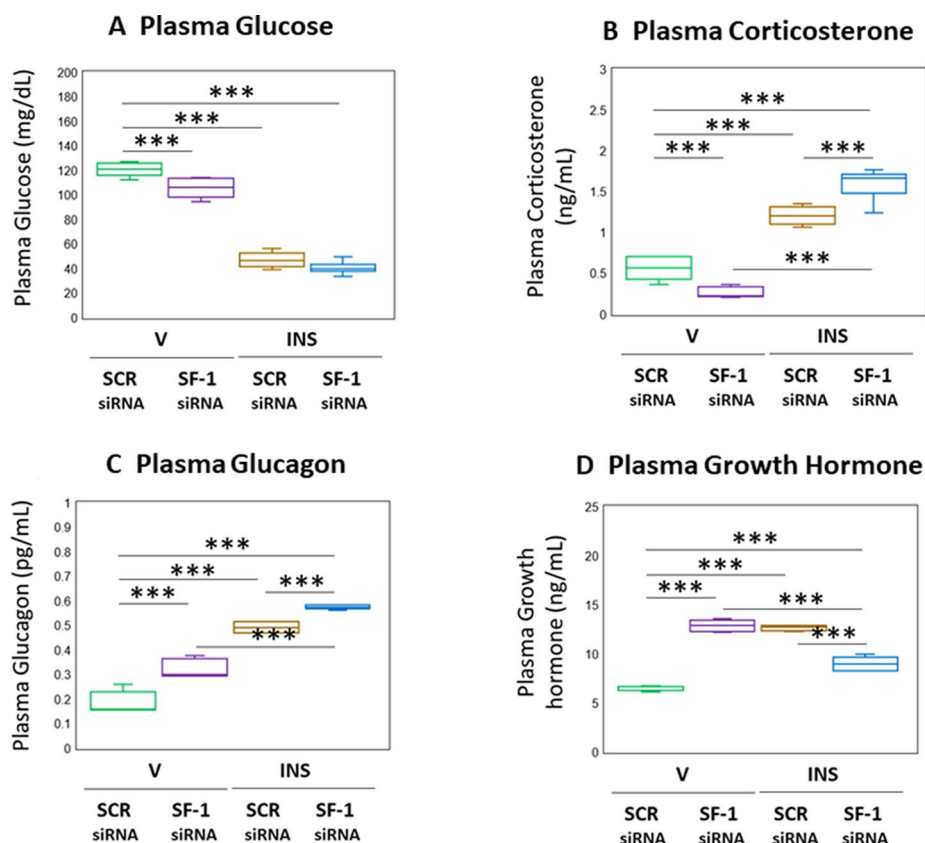 A Plasma Glucose
Plasma Glucose (mg/dL)
200
180
160
140
120
100
80
60
40
20
0
***
***
***
V INS
SCR SF-1 SCR SF-1
siRNA siRNA siRNA siRNA
B Plasma Corticosterone
Plasma Corticosterone
(ng/mL)
3
2.5
2
1.5
1
0.5
0
***
***
*** ***
***
V INS
SCR SF-1 SCR SF-1
siRNA siRNA siRNA siRNA
C Plasma Glucagon
Plasma Glucagon (pg/mL)
1
0.9
0.8
0.7
0.6
0.5
0.4
0.3
0.2
0.1
0
***
*** ***
***
***
V INS
SCR SF-1 SCR SF-1
siRNA siRNA siRNA siRNA
D Plasma Growth Hormone
Plasma Growth
hormone (ng/mL)
25
20
15
10
5
0
***
***
***
***
***
V INS
SCR SF-1 SCR SF-1
siRNA siRNA siRNA siRNA